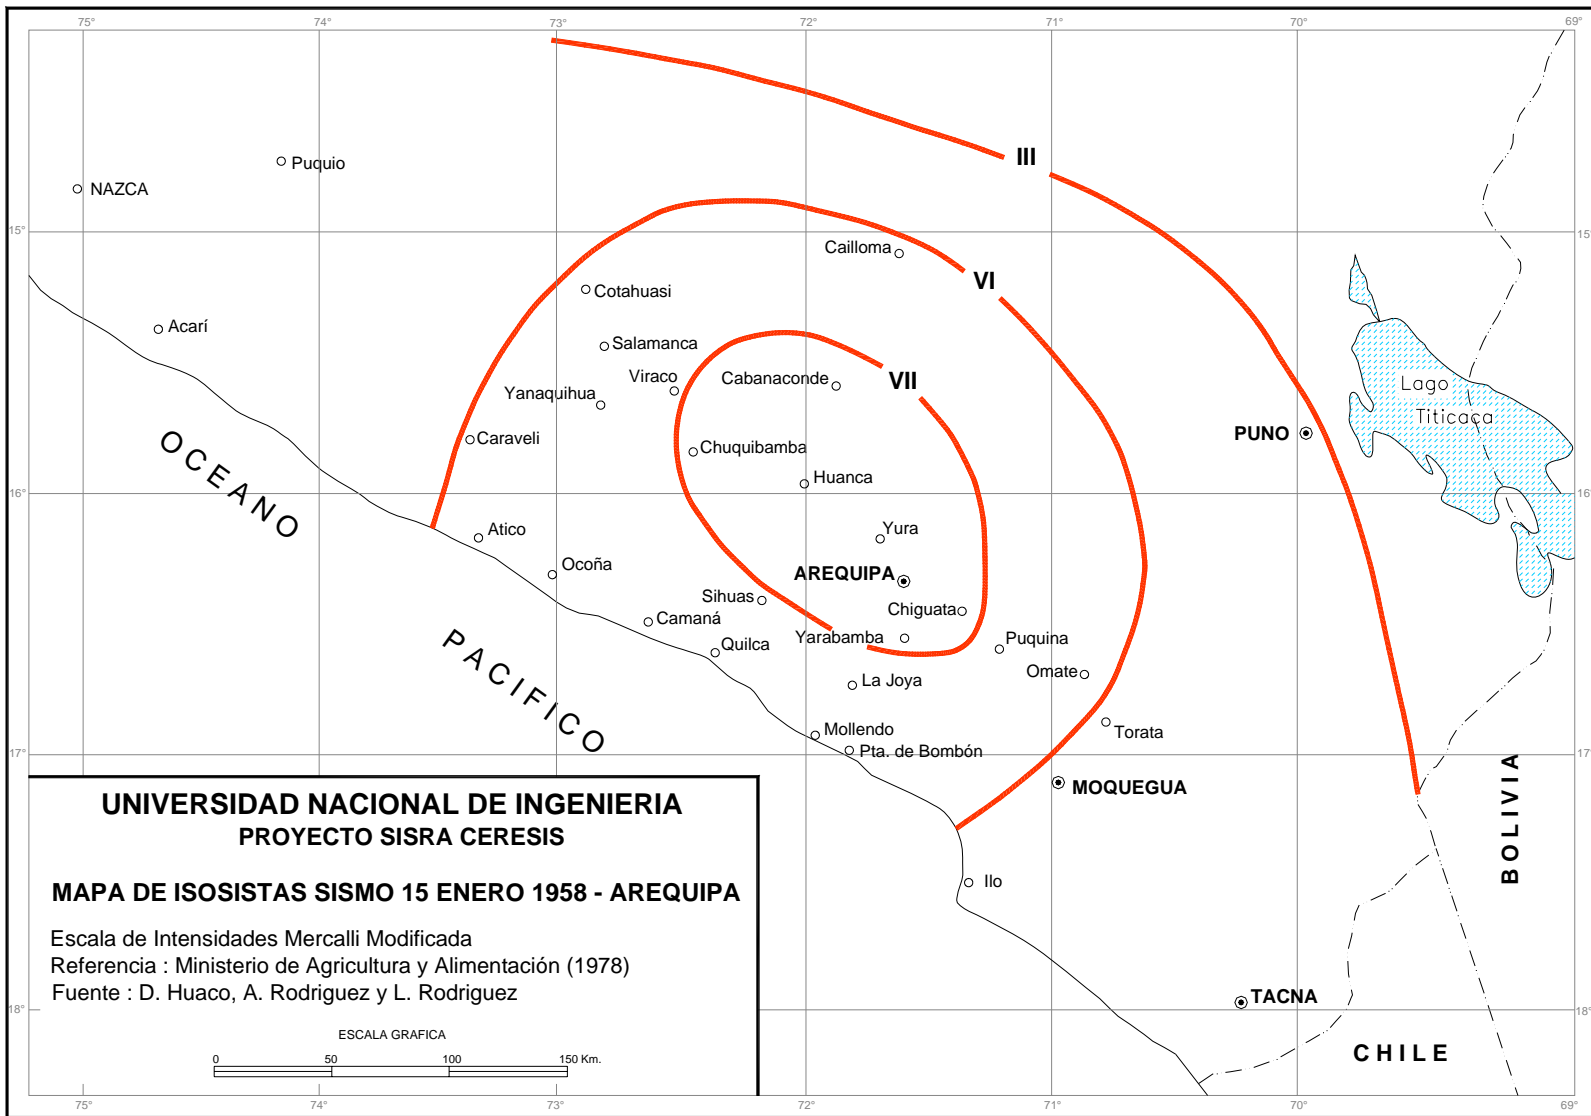 75° 74° 73° 72° 71° 70° 69°
III
Puquio
NAZCA
15° 15°
Cailloma
VI
Cotahuasi
Acarí
Salamanca
Viraco
Cabanaconde
VII
Yanaquihua
Lago
Titicaca
Caraveli
PUNO
Chuquibamba
OCEANO
Huanca
16° 16°
Atico
Yura
Ocoña
AREQUIPA
Sihuas
Chiguata
Camaná
Yarabamba
Puquina
Quilca
PACIFICO
Omate
La Joya
Mollendo
Torata
Pta. de Bombón
17° 17°
MOQUEGUA
BOLIVIA
UNIVERSIDAD NACIONAL DE INGENIERIA
PROYECTO SISRA CERESIS
MAPA DE ISOSISTAS SISMO 15 ENERO 1958 - AREQUIPA
Ilo
Escala de Intensidades Mercalli Modificada
Referencia : Ministerio de Agricultura y Alimentación (1978)
Fuente : D. Huaco, A. Rodriguez y L. Rodriguez
TACNA
18° 18°
ESCALA GRAFICA
CHILE
0 50 100 150 Km.
75° 74° 73° 72° 71° 70° 69°